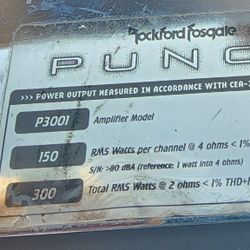 Rockford Fosgate
PUNC
>>> POWER OUTPUT MEASURED IN ACCORDANCE WITH CEA-2
P3001 Amplifier Model
150 RMS Watts per channel @ 4 ohms < 1%
S/N: >80 dBA (reference: 1 watt into 4 ohms)
300 Total RMS Watts @ 2 ohms < 1% THD+N